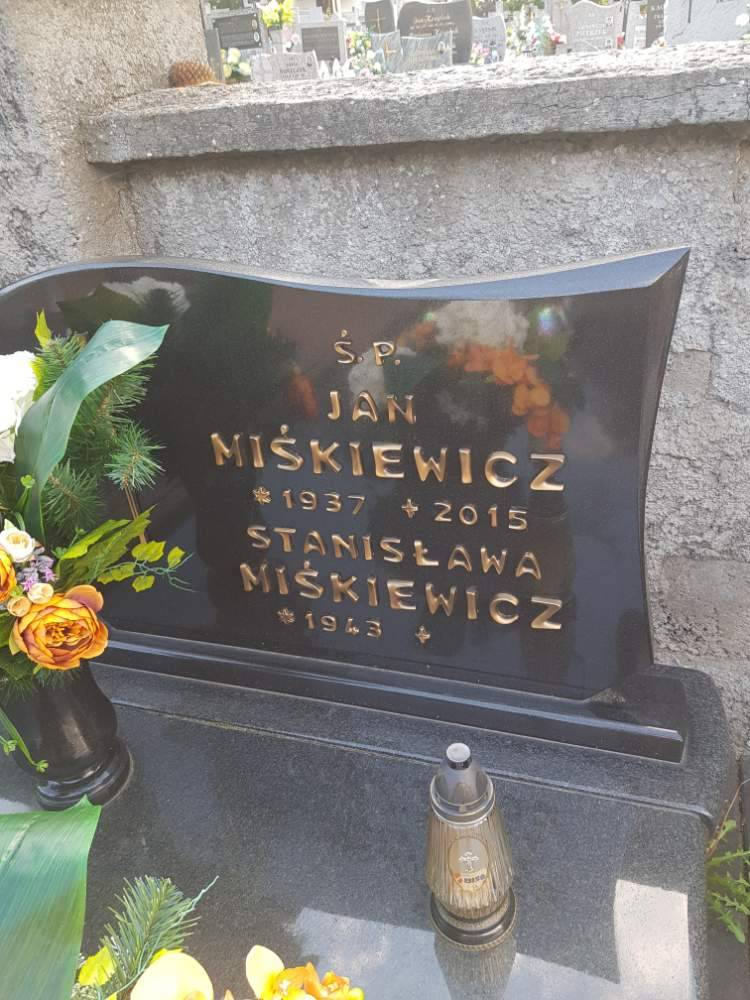 Ś. P.
JAN
MIŚKIEWICZ
* 1937 + 2015
STANISŁAWA
MIŚKIEWICZ
* 1943 +